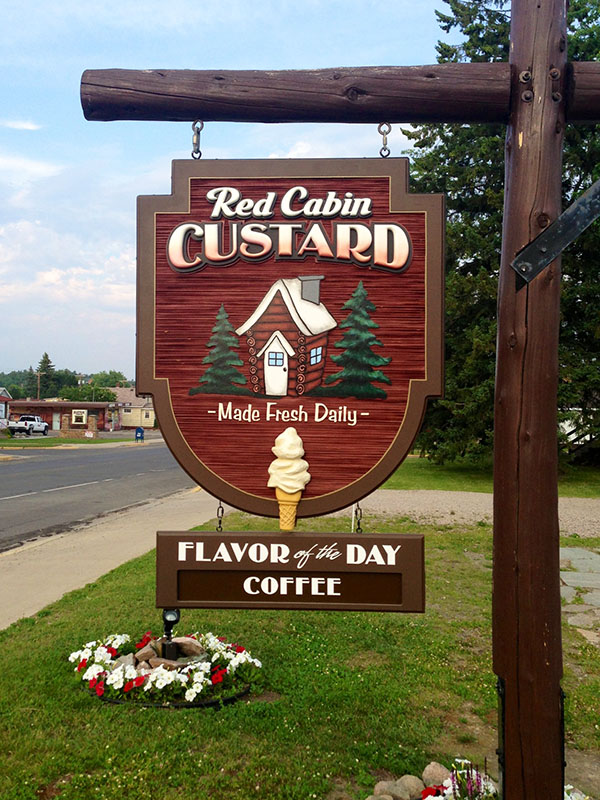 Red Cabin
CUSTARD
-Made Fresh Daily-
FLAVOR of the DAY
COFFEE